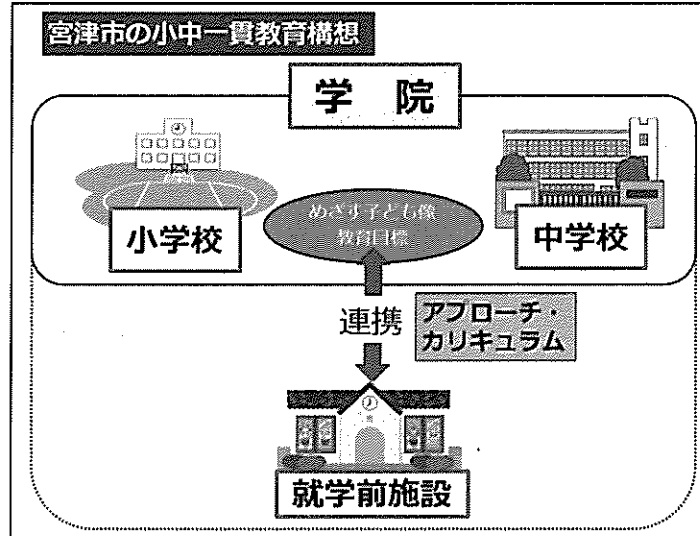 宮津市の小中一貫教育構想
学 院
小学校
めざす子ども像
教育目標
中学校
連携
アプローチ・
カリキュラム
就学前施設